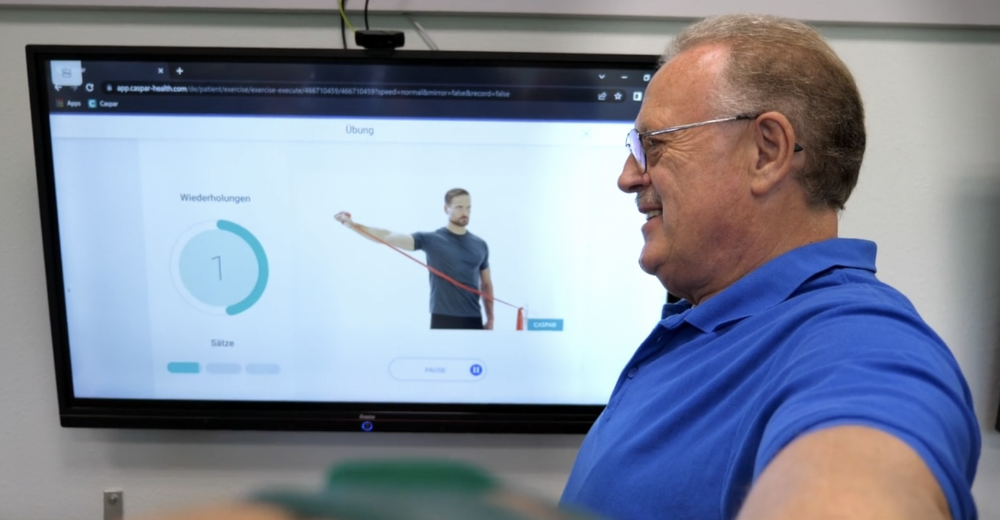 app.caspar-health.com/de/patient/exercise/exercise-execute/466710459/466710459?speed=normal&mirror=false&record=false
Apps Caspar
Übung
Wiederholungen
1
CASPAR
Sätze
PAUSE
iiyama